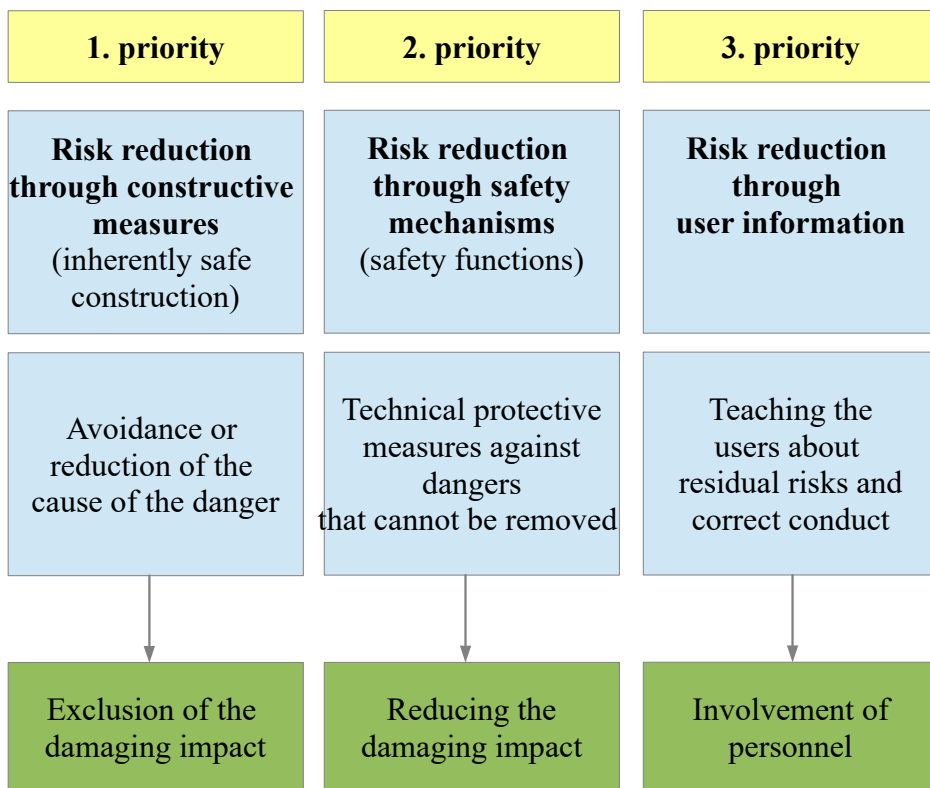 1. priority
2. priority
3. priority
Risk reduction
through constructive
measures
(inherently safe
construction)
Risk reduction
through safety
mechanisms
(safety functions)
Risk reduction
through
user information
Avoidance or
reduction of the
cause of the danger
Technical protective
measures against
dangers
that cannot be removed
Teaching the
users about
residual risks and
correct conduct
Exclusion of the
damaging impact
Reducing the
damaging impact
Involvement of
personnel